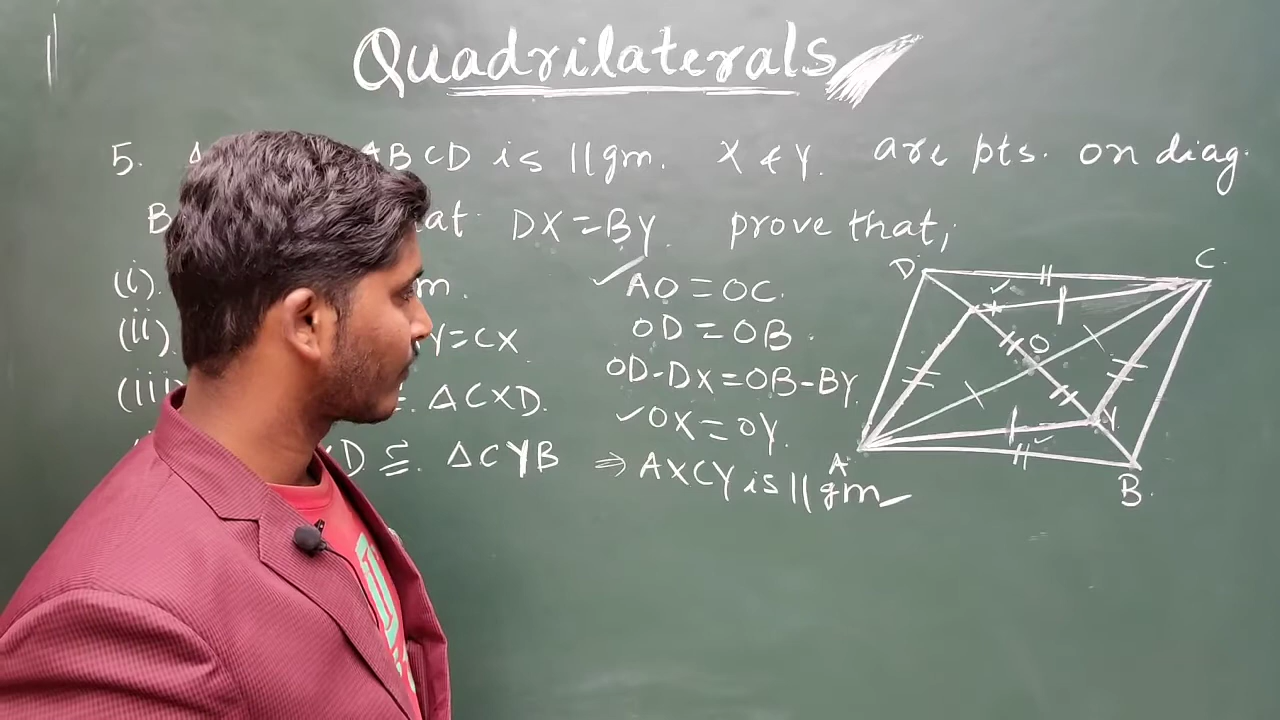 Quadrilaterals
5. ABCD is ||gm. X & Y. are pts. on diag.
B at DX=BY. prove that,
(i). m.
(ii). Y=CX
(iii) ≅ ΔCXD.
XD ≅ ΔCYB
AO=OC.
OD=OB.
OD-DX=OB-BY.
OX=OY.
⇒ AXCY is ||gm
D C
X
O
Y
A
B.